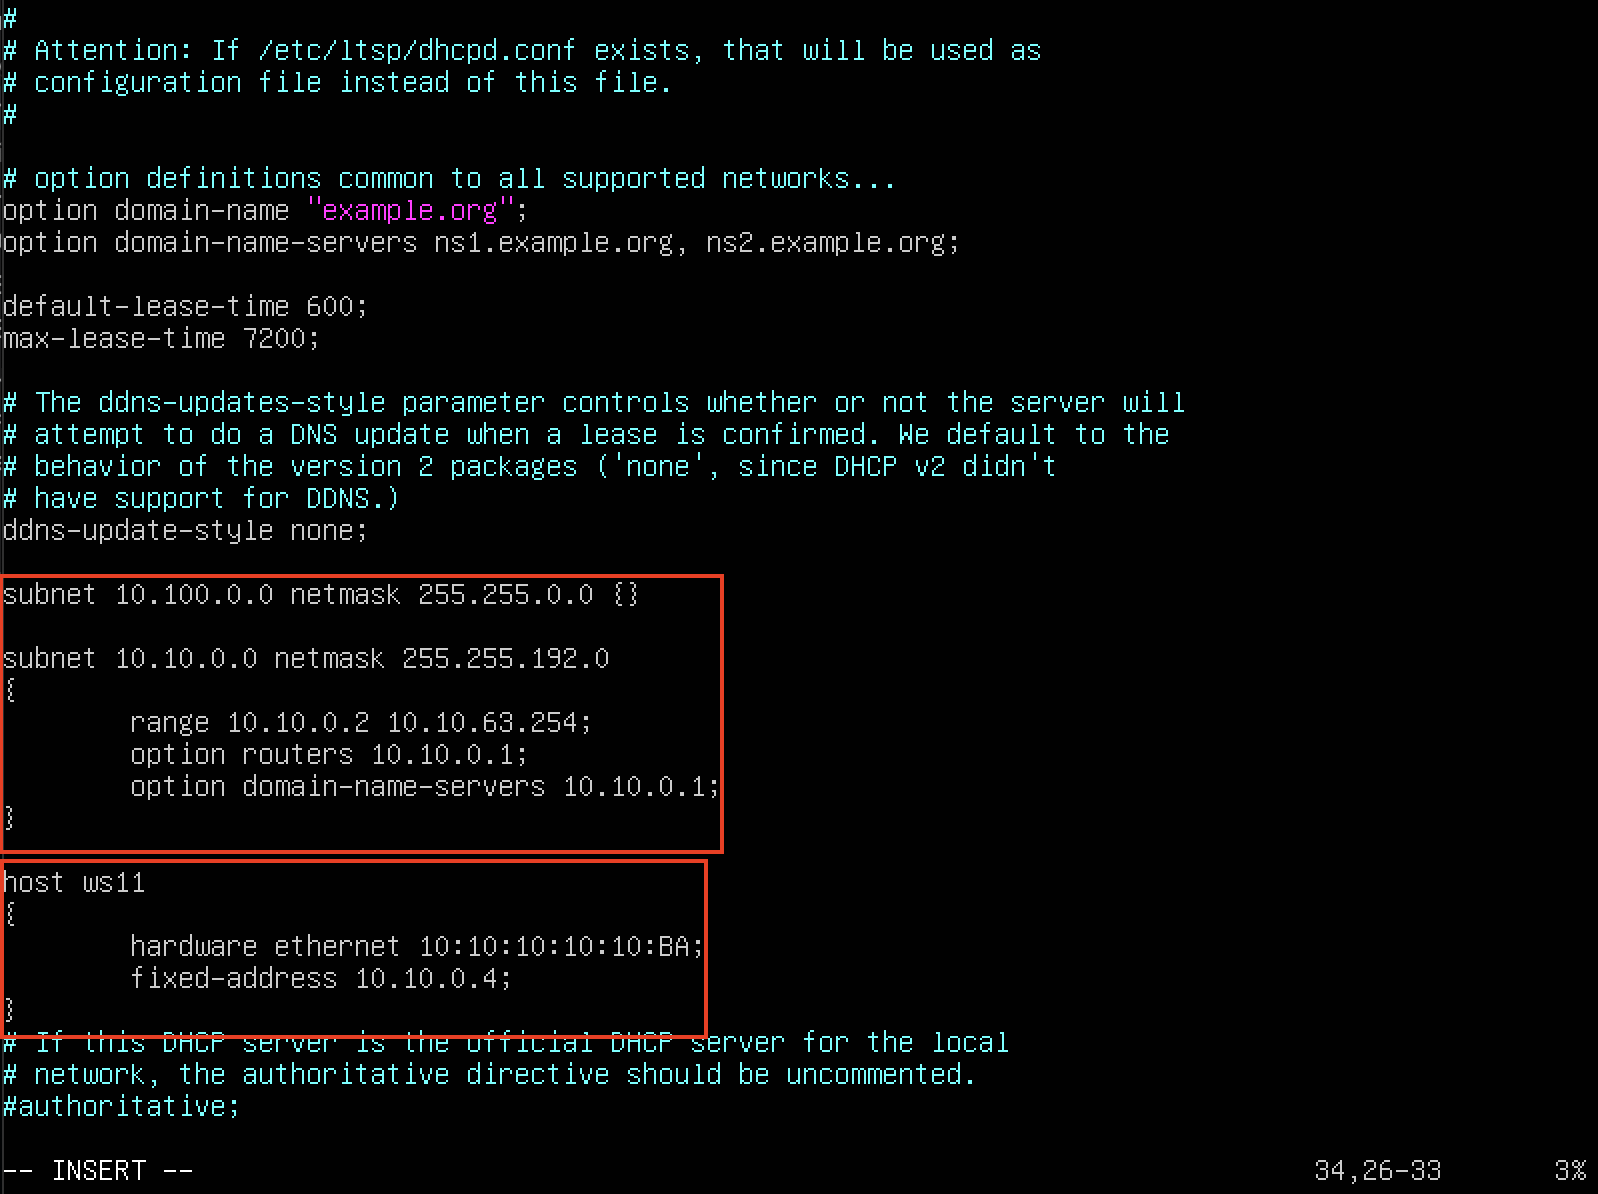 #
# Attention: If /etc/ltsp/dhcpd.conf exists, that will be used as
# configuration file instead of this file.
#
# option definitions common to all supported networks...
option domain-name "example.org";
option domain-name-servers ns1.example.org, ns2.example.org;
default-lease-time 600;
max-lease-time 7200;
# The ddns-updates-style parameter controls whether or not the server will
# attempt to do a DNS update when a lease is confirmed. We default to the
# behavior of the version 2 packages ('none', since DHCP v2 didn't
# have support for DDNS.)
ddns-update-style none;
subnet 10.100.0.0 netmask 255.255.0.0 {}
subnet 10.10.0.0 netmask 255.255.192.0
{
range 10.10.0.2 10.10.63.254;
option routers 10.10.0.1;
option domain-name-servers 10.10.0.1;
}
host ws11
{
hardware ethernet 10:10:10:10:10:BA;
fixed-address 10.10.0.4;
}
# If this DHCP server is the official DHCP server for the local
# network, the authoritative directive should be uncommented.
#authoritative;
-- INSERT -- 34,26-33 3%